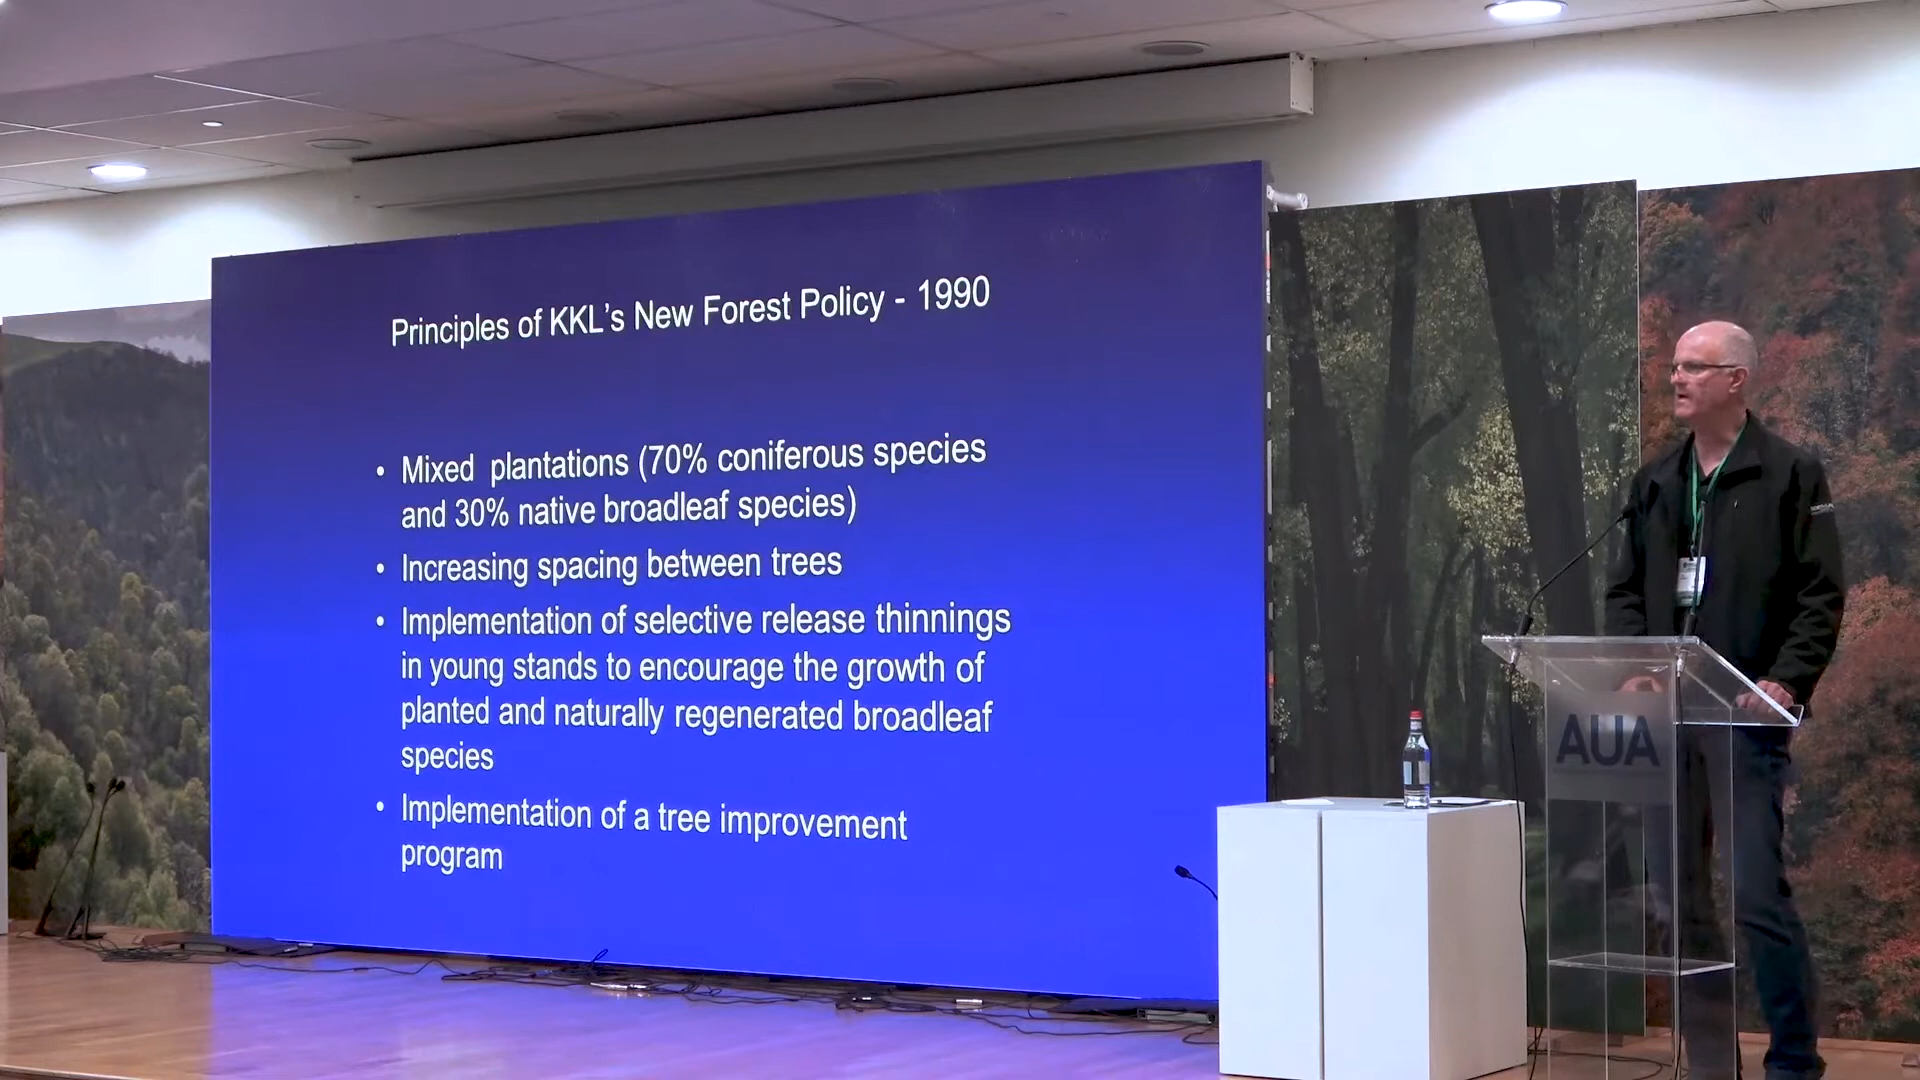 Principles of KKL's New Forest Policy - 1990
• Mixed plantations (70% coniferous species
and 30% native broadleaf species)
• Increasing spacing between trees
• Implementation of selective release thinnings
in young stands to encourage the growth of
planted and naturally regenerated broadleaf
species
• Implementation of a tree improvement
program
AUA